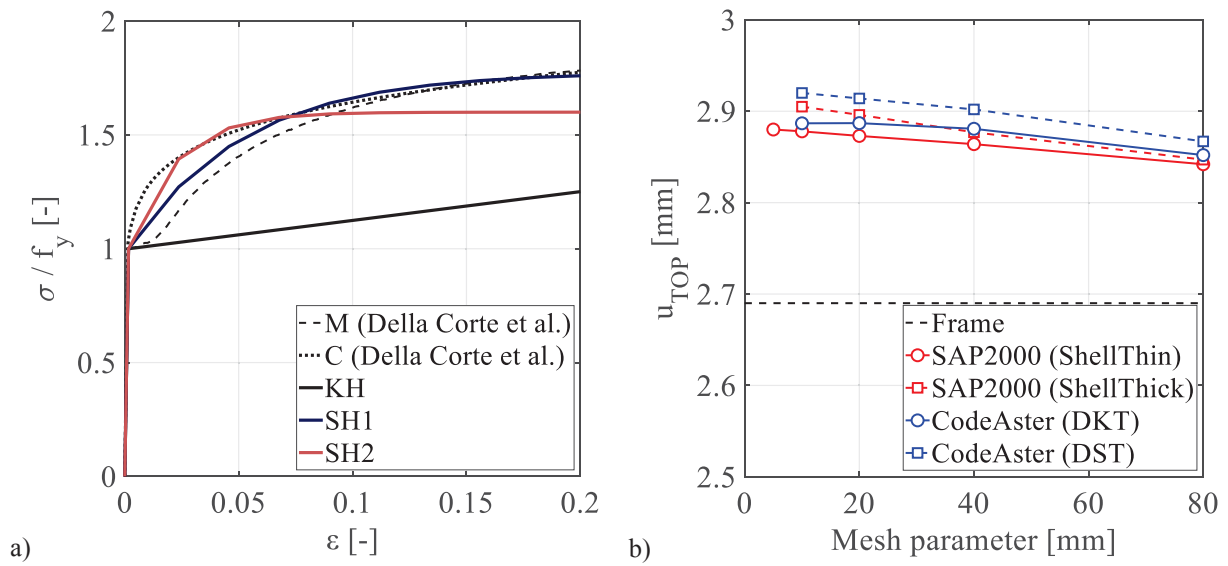 2
1.5
1
0.5
0
0
0.05
0.1
0.15
0.2
σ / f_y [-]
ε [-]
M (Della Corte et al.)
C (Della Corte et al.)
KH
SH1
SH2
a)
3
2.9
2.8
2.7
2.6
2.5
0
20
40
60
80
u_TOP [mm]
Mesh parameter [mm]
Frame
SAP2000 (ShellThin)
SAP2000 (ShellThick)
CodeAster (DKT)
CodeAster (DST)
b)